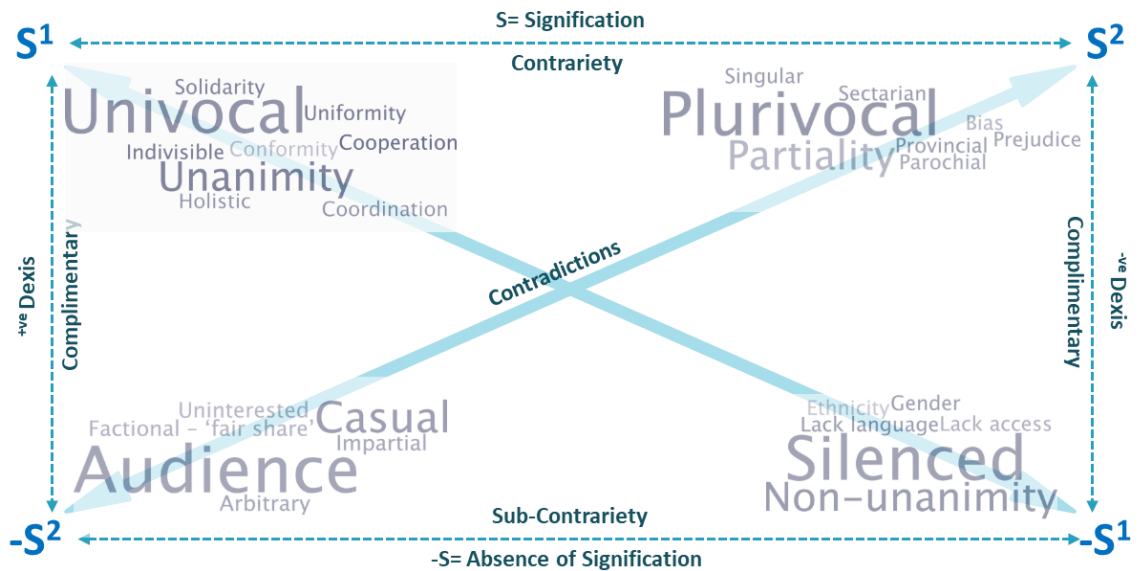 S= Signification
S¹
S²
Contrariety
Solidarity
Univocal
Uniformity
Indivisible
Conformity
Cooperation
Unanimity
Holistic
Coordination
Singular
Sectarian
Plurivocal
Bias
Partiality
Provincial
Prejudice
Parochial
+ve Dexis
Complimentary
Contradictions
Complimentary
-ve Dexis
Uninterested
Casual
Factional – ‘fair share’
Impartial
Audience
Arbitrary
Ethnicity
Gender
Lack language
Lack access
Silenced
Non-unanimity
-S²
Sub-Contrariety
-S¹
-S= Absence of Signification